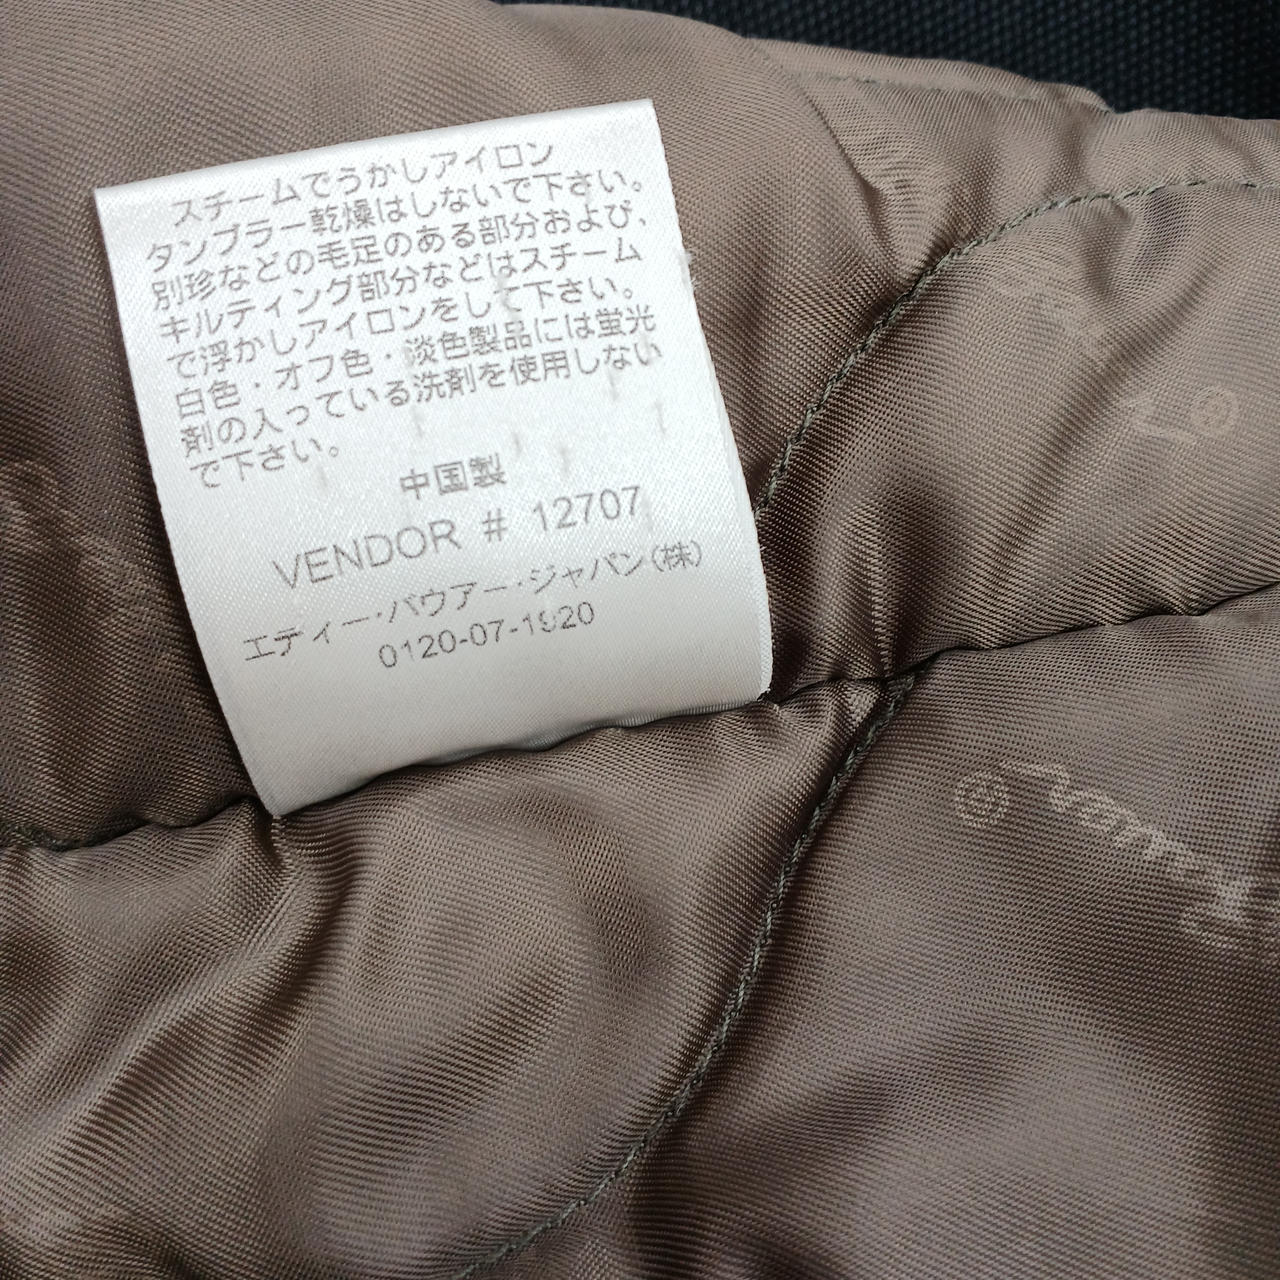 スチームでうかしアイロン
タンブラー乾燥はしないで下さい。
別珍などの毛足のある部分および、
キルティング部分などはスチーム
で浮かしアイロンをして下さい。
白色・オフ色・淡色製品には蛍光
剤の入っている洗剤を使用しない
で下さい。
中国製
VENDOR # 12707
エディー・バウアー・ジャパン(株)
0120-07-1920